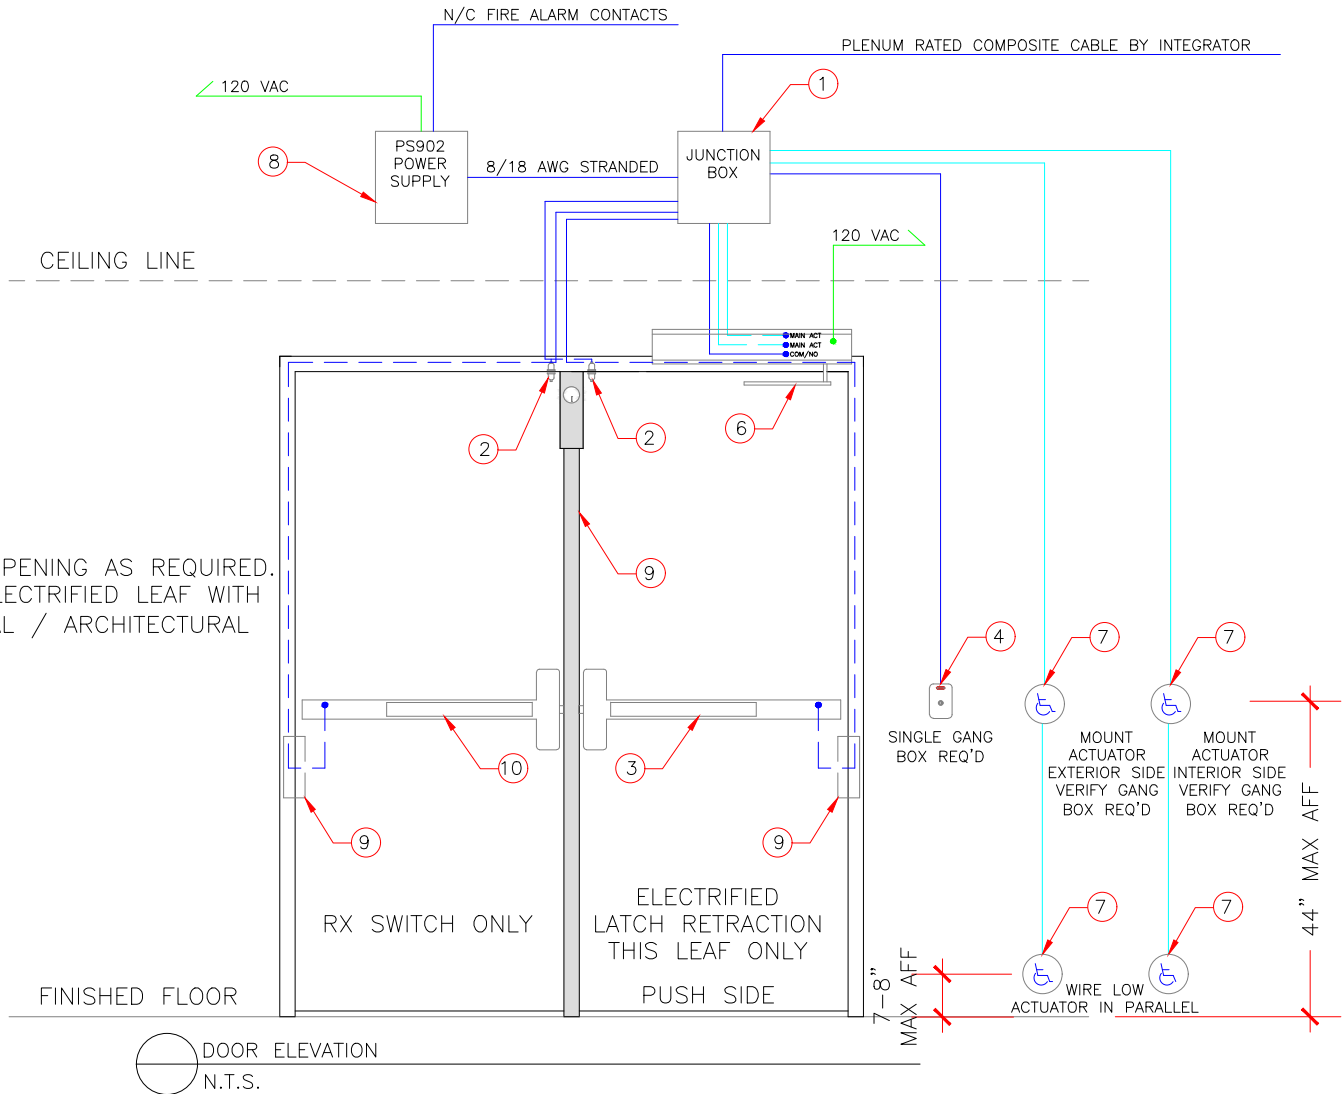 N/C FIRE ALARM CONTACTS
PLENUM RATED COMPOSITE CABLE BY INTEGRATOR
120 VAC
1
PS902
POWER
SUPPLY
8
8/18 AWG STRANDED
JUNCTION
BOX
120 VAC
CEILING LINE
MAIN ACT
MAIN ACT
COM/NO
2
2
6
PENING AS REQUIRED.
LECTRIFIED LEAF WITH
AL / ARCHITECTURAL
9
4
7
7
SINGLE GANG
BOX REQ'D
MOUNT
ACTUATOR
EXTERIOR SIDE
VERIFY GANG
BOX REQ'D
MOUNT
ACTUATOR
INTERIOR SIDE
VERIFY GANG
BOX REQ'D
10
3
9
9
44" MAX AFF
RX SWITCH ONLY
ELECTRIFIED
LATCH RETRACTION
THIS LEAF ONLY
PUSH SIDE
7
7
7-8"
MAX AFF
WIRE LOW
ACTUATOR IN PARALLEL
FINISHED FLOOR
DOOR ELEVATION
N.T.S.